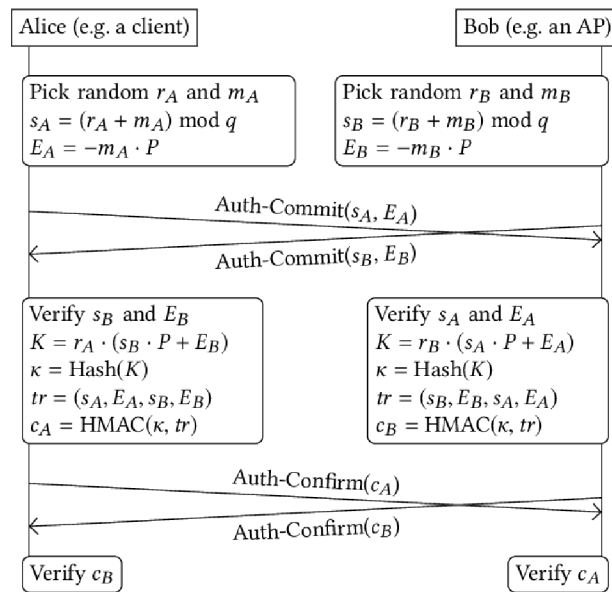 Alice (e.g. a client)
Bob (e.g. an AP)
Pick random r_A and m_A
s_A = (r_A + m_A) mod q
E_A = −m_A · P
Pick random r_B and m_B
s_B = (r_B + m_B) mod q
E_B = −m_B · P
Auth-Commit(s_A, E_A)
Auth-Commit(s_B, E_B)
Verify s_B and E_B
K = r_A · (s_B · P + E_B)
κ = Hash(K)
tr = (s_A, E_A, s_B, E_B)
c_A = HMAC(κ, tr)
Verify s_A and E_A
K = r_B · (s_A · P + E_A)
κ = Hash(K)
tr = (s_B, E_B, s_A, E_A)
c_B = HMAC(κ, tr)
Auth-Confirm(c_A)
Auth-Confirm(c_B)
Verify c_B
Verify c_A